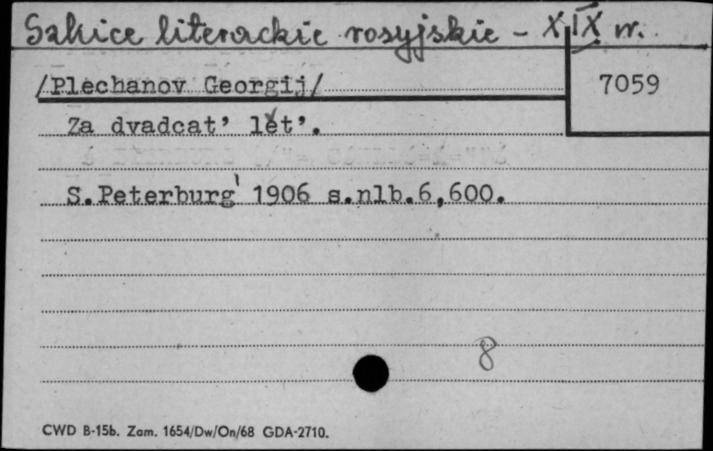 Szkice literackie rosyjskie - XIX w.
/Plechanov Georgij/
7059
Za dvadcat' lět'.
S.Peterburg' 1906 s.nlb.6,600.
8
CWD B-15b. Zam. 1654/Dw/On/68 GDA-2710.